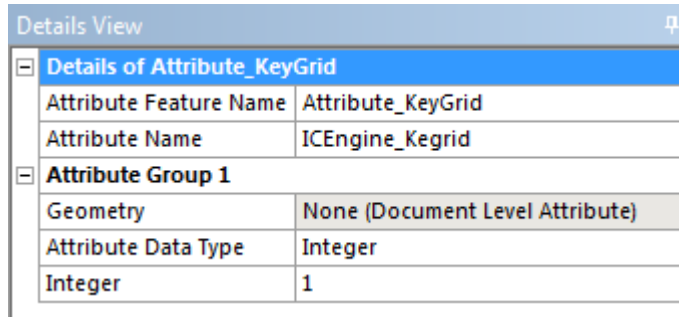 Details View
Details of Attribute_KeyGrid
Attribute Feature Name Attribute_KeyGrid
Attribute Name ICEngine_Kegrid
Attribute Group 1
Geometry None (Document Level Attribute)
Attribute Data Type Integer
Integer 1